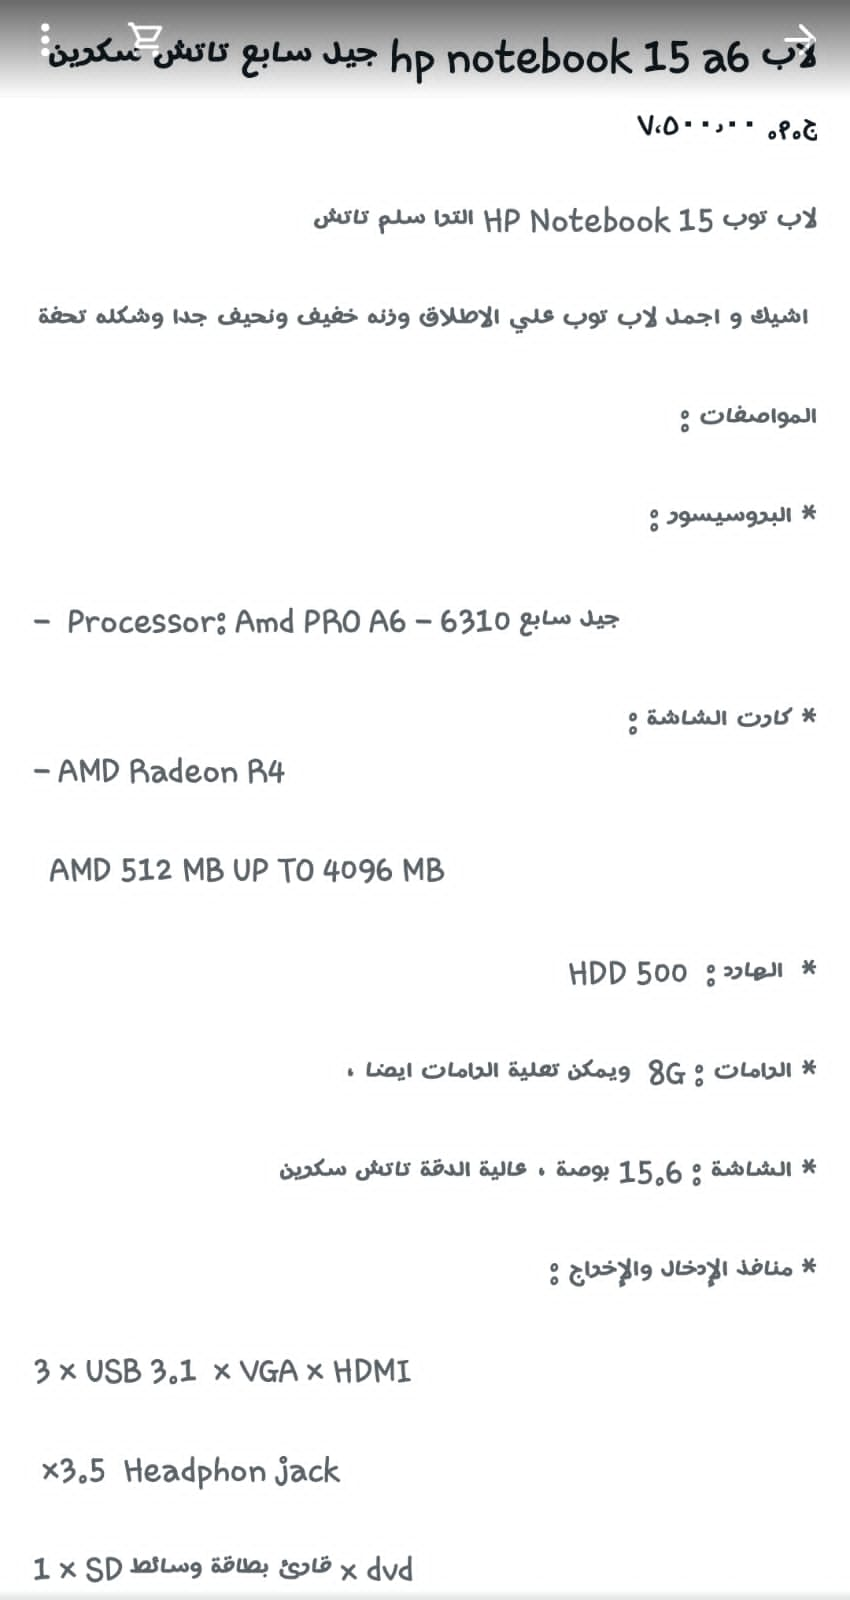 لاب hp notebook 15 a6 جيل سابع تاتش سكرين
ج.م. ٧،٥٠٠٫٠٠
لاب توب HP Notebook 15 الترا سلم تاتش
اشيك و اجمل لاب توب علي الاطلاق وزنه خفيف ونحيف جدا وشكله تحفة
المواصفات :
* البروسيسور :
- Processor: Amd PRO A6 - 6310 جيل سابع
* كارت الشاشة :
- AMD Radeon R4
AMD 512 MB UP TO 4096 MB
* الهارد : HDD 500
* الرامات : 8G ويمكن تعلية الرامات ايضا ،
* الشاشة : 15.6 بوصة ، عالية الدقة تاتش سكرين
* منافذ الإدخال والإخراج :
3 x USB 3.1 x VGA x HDMI
x3.5 Headphon jack
1 x SD قارئ بطاقة وسائط x dvd